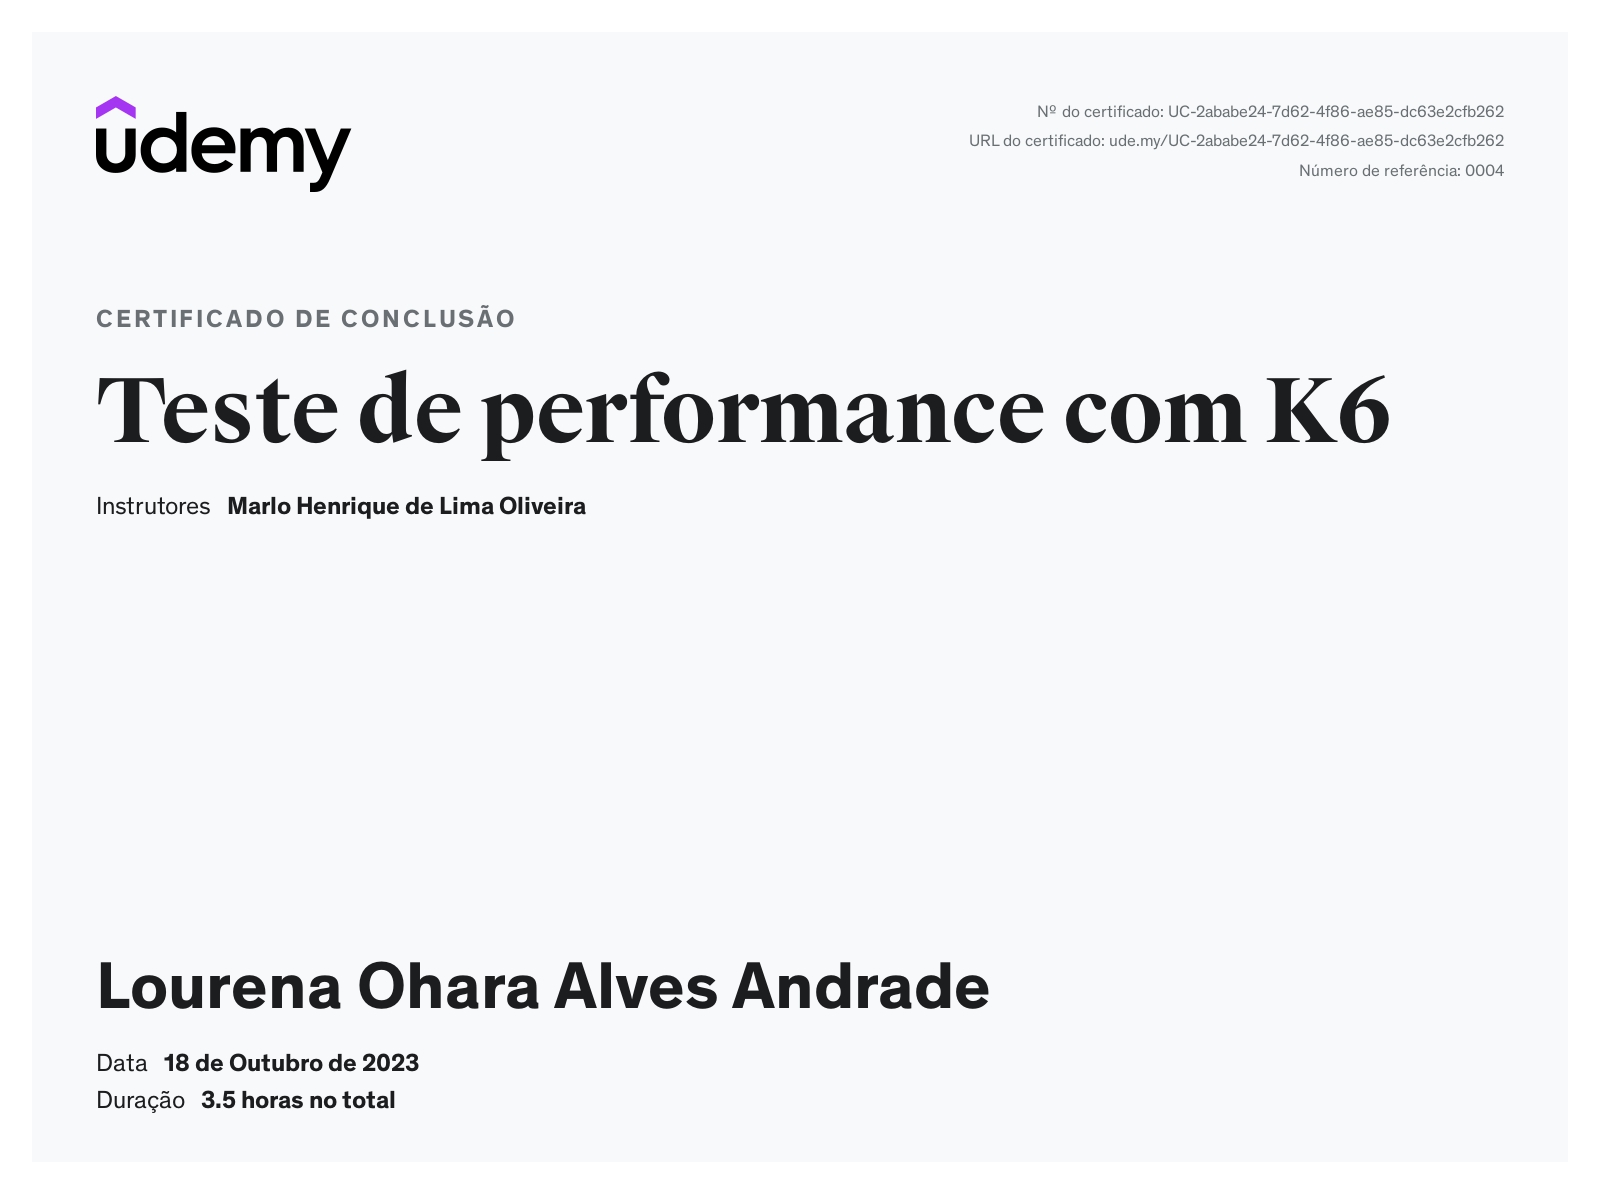 udemy
Nº do certificado: UC-2ababe24-7d62-4f86-ae85-dc63e2cfb262
URL do certificado: ude.my/UC-2ababe24-7d62-4f86-ae85-dc63e2cfb262
Número de referência: 0004
CERTIFICADO DE CONCLUSÃO
Teste de performance com K6
Instrutores Marlo Henrique de Lima Oliveira
Lourena Ohara Alves Andrade
Data 18 de Outubro de 2023
Duração 3.5 horas no total